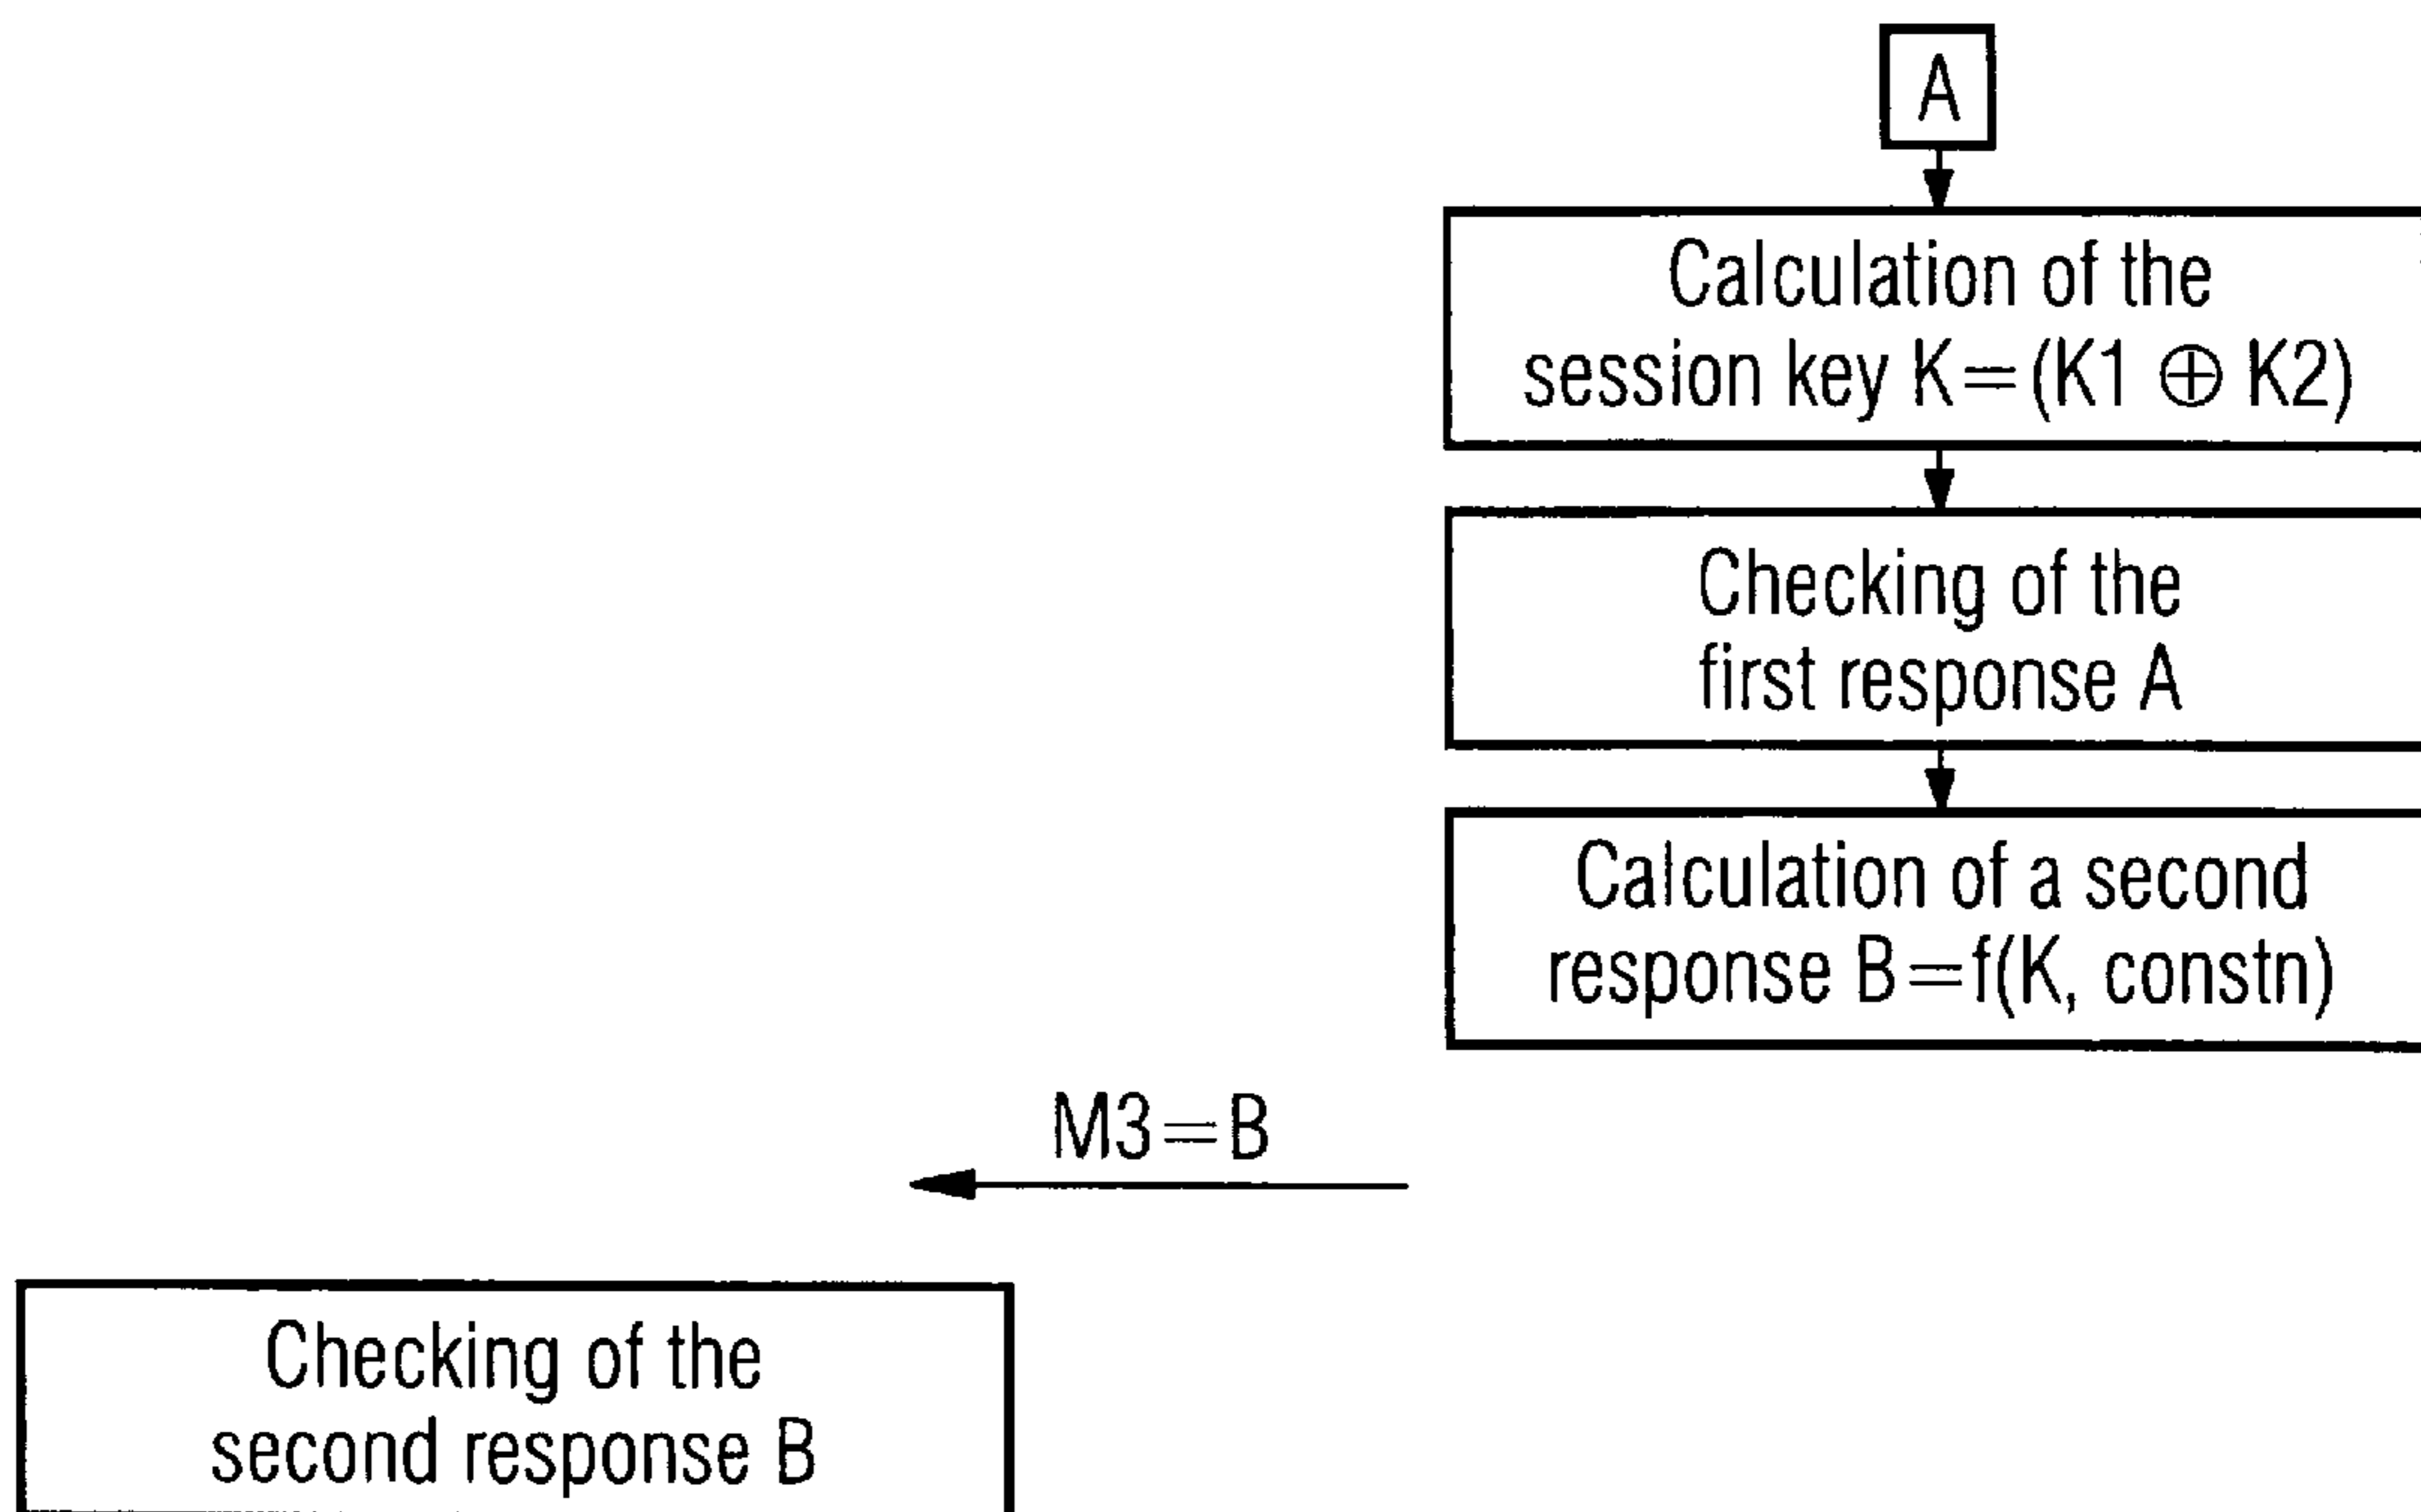 A
Calculation of the
session key K=(K1 ⊕ K2)
Checking of the
first response A
Calculation of a second
response B=f(K, constn)
M3=B
Checking of the
second response B